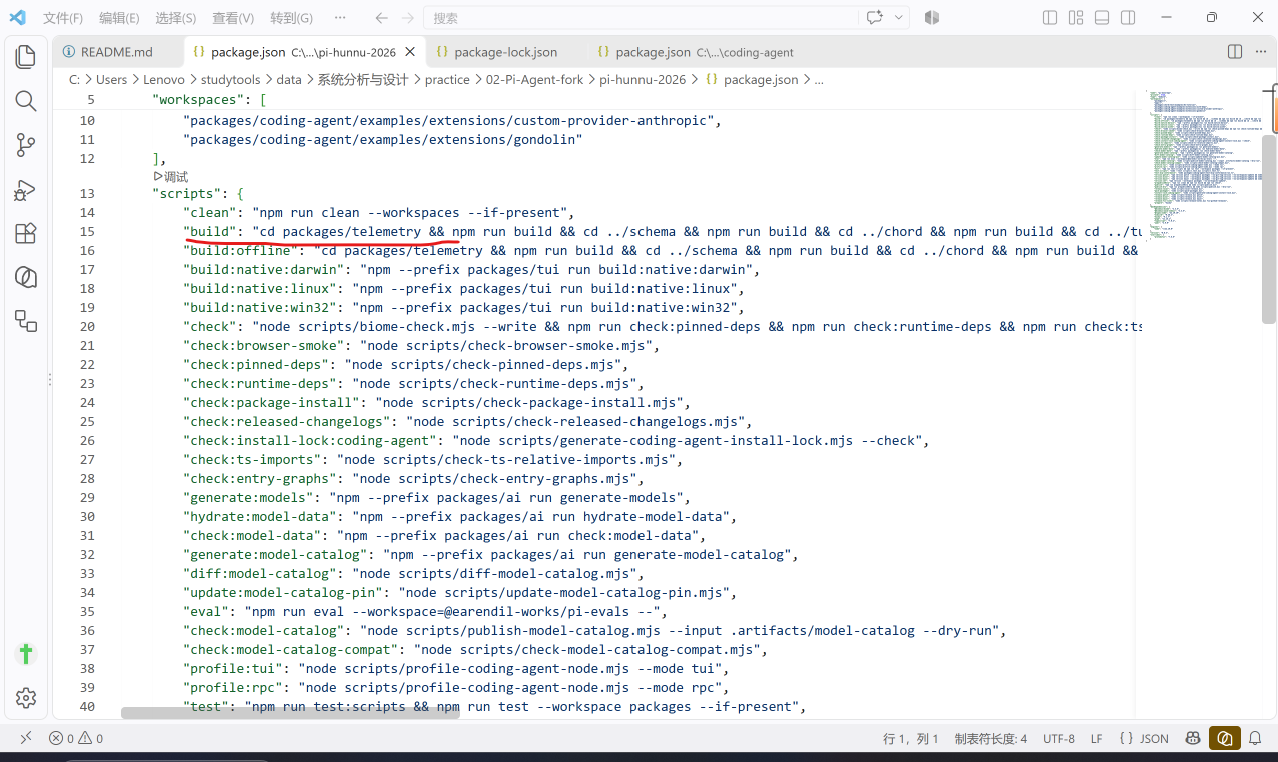 文件(F) 编辑(E) 选择(S) 查看(V) 转到(G) ··· 搜索
README.md package.json C:\...\pi-hunnu-2026 package-lock.json package.json C:\...\coding-agent
C: > Users > Lenovo > studytools > data > 系统分析与设计 > practice > 02-Pi-Agent-fork > pi-hunnu-2026 > {} package.json > ...
5 "workspaces": [
10 "packages/coding-agent/examples/extensions/custom-provider-anthropic",
11 "packages/coding-agent/examples/extensions/gondolin"
12 ],
调试
"scripts": {
14 "clean": "npm run clean --workspaces --if-present",
15 "build": "cd packages/telemetry && npm run build && cd ../schema && npm run build && cd ../chord && npm run build && cd ../tu
16 "build:offline": "cd packages/telemetry && npm run build && cd ../schema && npm run build && cd ../chord && npm run build &&
17 "build:native:darwin": "npm --prefix packages/tui run build:native:darwin",
18 "build:native:linux": "npm --prefix packages/tui run build:native:linux",
19 "build:native:win32": "npm --prefix packages/tui run build:native:win32",
20 "check": "node scripts/biome-check.mjs --write && npm run check:pinned-deps && npm run check:runtime-deps && npm run check:ts
21 "check:browser-smoke": "node scripts/check-browser-smoke.mjs",
22 "check:pinned-deps": "node scripts/check-pinned-deps.mjs",
23 "check:runtime-deps": "node scripts/check-runtime-deps.mjs",
24 "check:package-install": "node scripts/check-package-install.mjs",
25 "check:released-changelogs": "node scripts/check-released-changelogs.mjs",
26 "check:install-lock:coding-agent": "node scripts/generate-coding-agent-install-lock.mjs --check",
27 "check:ts-imports": "node scripts/check-ts-relative-imports.mjs",
28 "check:entry-graphs": "node scripts/check-entry-graphs.mjs",
29 "generate:models": "npm --prefix packages/ai run generate-models",
30 "hydrate:model-data": "npm --prefix packages/ai run hydrate-model-data",
31 "check:model-data": "npm --prefix packages/ai run check:model-data",
32 "generate:model-catalog": "npm --prefix packages/ai run generate-model-catalog",
33 "diff:model-catalog": "node scripts/diff-model-catalog.mjs",
34 "update:model-catalog-pin": "node scripts/update-model-catalog-pin.mjs",
35 "eval": "npm run eval --workspace=@earendil-works/pi-evals --",
36 "check:model-catalog": "node scripts/publish-model-catalog.mjs --input .artifacts/model-catalog --dry-run",
37 "check:model-catalog-compat": "node scripts/check-model-catalog-compat.mjs",
38 "profile:tui": "node scripts/profile-coding-agent-node.mjs --mode tui",
39 "profile:rpc": "node scripts/profile-coding-agent-node.mjs --mode rpc",
40 "test": "npm run test:scripts && npm run test --workspace packages --if-present",
0 0 行 1，列 1 制表符长度: 4 UTF-8 LF {} JSON